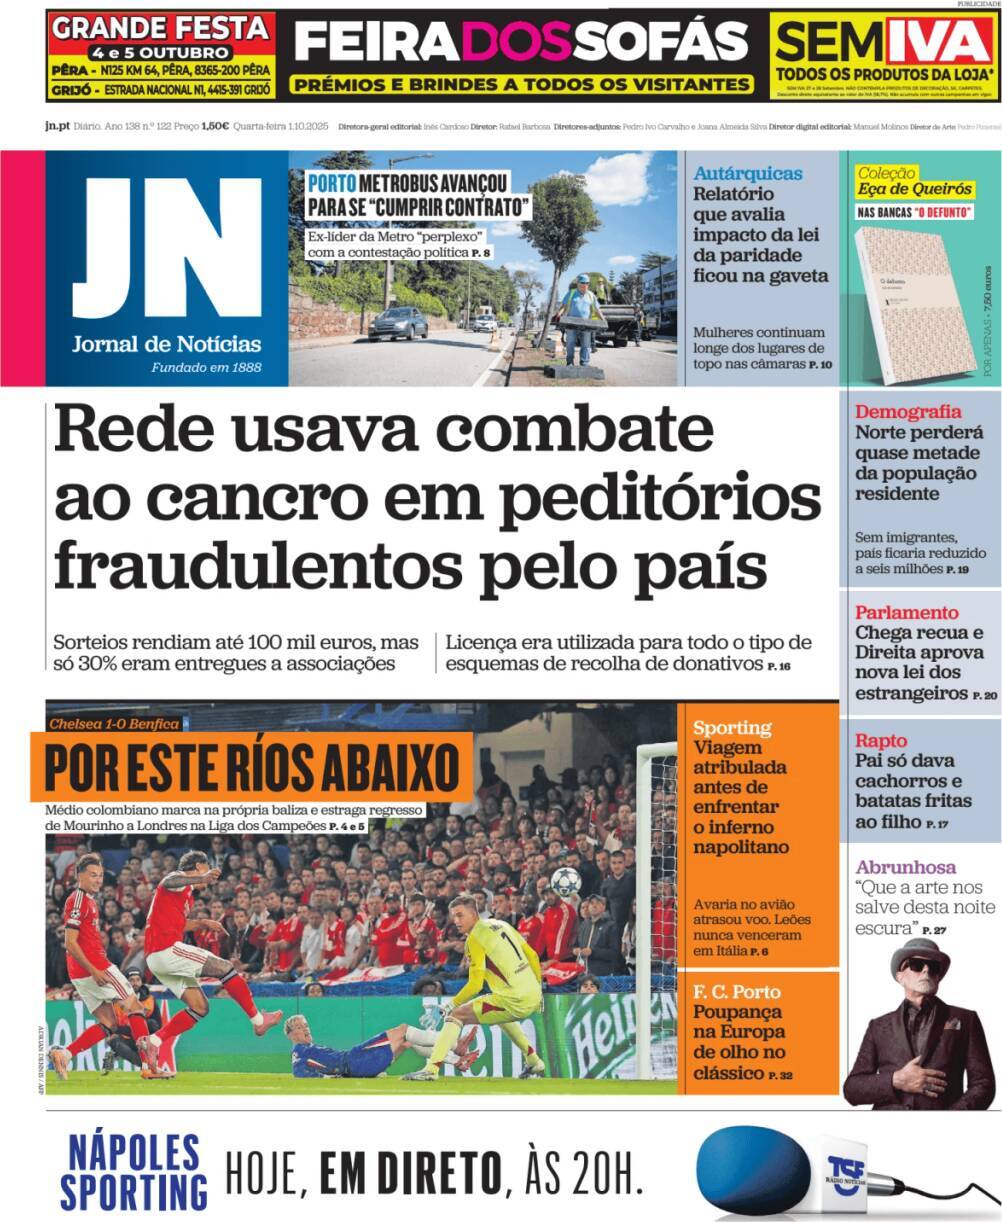 PUBLICIDADE
GRANDE FESTA
4 e 5 OUTUBRO
PÊRA - N125 KM 64, PÊRA, 8365-200 PÊRA
GRIJÓ - ESTRADA NACIONAL N1, 4415-391 GRIJÓ
FEIRADOSSOFÁS
PRÉMIOS E BRINDES A TODOS OS VISITANTES
SEMIVA
TODOS OS PRODUTOS DA LOJA*
jn.pt Diário. Ano 138 n.º 122 Preço 1,50€ Quarta-feira 1.10.2025 Diretora-geral editorial: Inês Cardoso Diretor: Rafael Barbosa Diretores-adjuntos: Pedro Ivo Carvalho e Joana Almeida Silva Diretor digital editorial: Manuel Molinos Diretor de Arte: Pedro Pimentel
JN
Jornal de Notícias
Fundado em 1888
PORTO METROBUS AVANÇOU
PARA SE “CUMPRIR CONTRATO”
Ex-líder da Metro “perplexo”
com a contestação política P. 8
Autárquicas
Relatório
que avalia
impacto da lei
da paridade
ficou na gaveta
Mulheres continuam
longe dos lugares de
topo nas câmaras P. 10
Coleção
Eça de Queirós
NAS BANCAS "O DEFUNTO"
O defunto
POR APENAS + 7,50 euros
Rede usava combate
ao cancro em peditórios
fraudulentos pelo país
Sorteios rendiam até 100 mil euros, mas
só 30% eram entregues a associações
Licença era utilizada para todo o tipo de
esquemas de recolha de donativos P. 16
Demografia
Norte perderá
quase metade
da população
residente
Sem imigrantes,
país ficaria reduzido
a seis milhões P. 19
Parlamento
Chega recua e
Direita aprova
nova lei dos
estrangeiros P. 20
Rapto
Pai só dava
cachorros e
batatas fritas
ao filho P. 17
Abrunhosa
“Que a arte nos
salve desta noite
escura” P. 27
Chelsea 1-0 Benfica
POR ESTE RÍOS ABAIXO
Médio colombiano marca na própria baliza e estraga regresso
de Mourinho a Londres na Liga dos Campeões P. 4 e 5
1
Heineken
ADRIAN DENNIS / AFP
Sporting
Viagem
atribulada
antes de
enfrentar
o inferno
napolitano
Avaria no avião
atrasou voo. Leões
nunca venceram
em Itália P. 6
F. C. Porto
Poupança
na Europa
de olho no
clássico P. 32
NÁPOLES
SPORTING
HOJE, EM DIRETO, ÀS 20H.
TSF
RÁDIO NOTÍCIAS